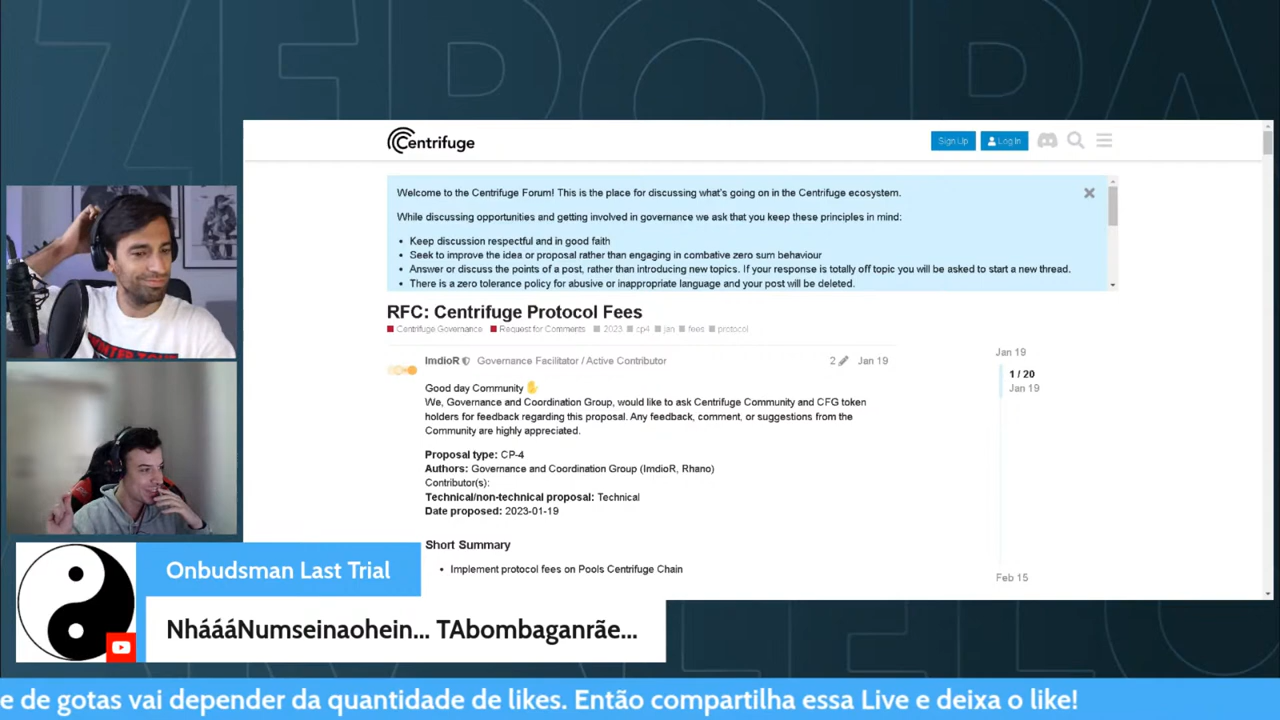 Centrifuge
Sign Up
Log In
Welcome to the Centrifuge Forum! This is the place for discussing what's going on in the Centrifuge ecosystem.
While discussing opportunities and getting involved in governance we ask that you keep these principles in mind:
• Keep discussion respectful and in good faith
• Seek to improve the idea or proposal rather than engaging in combative zero sum behaviour
• Answer or discuss the points of a post, rather than introducing new topics. If your response is totally off topic you will be asked to start a new thread.
• There is a zero tolerance policy for abusive or inappropriate language and your post will be deleted.
RFC: Centrifuge Protocol Fees
Centrifuge Governance Request for Comments 2023 cp4 jan fees protocol
ImdioR Governance Facilitator / Active Contributor 2 Jan 19
Good day Community ✋
We, Governance and Coordination Group, would like to ask Centrifuge Community and CFG token
holders for feedback regarding this proposal. Any feedback, comment, or suggestions from the
Community are highly appreciated.
Proposal type: CP-4
Authors: Governance and Coordination Group (ImdioR, Rhano)
Contributor(s):
Technical/non-technical proposal: Technical
Date proposed: 2023-01-19
Short Summary
• Implement protocol fees on Pools Centrifuge Chain
Jan 19
1 / 20
Jan 19
Feb 15
Onbudsman Last Trial
NháááNumseinaohein... TAbombaganrãe...
e de gotas vai depender da quantidade de likes. Então compartilha essa Live e deixa o like!